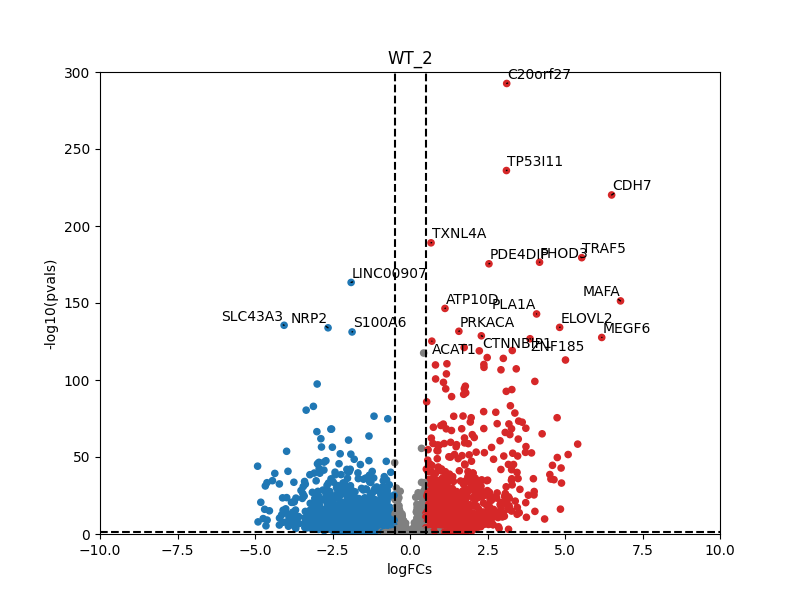 WT_2
C20orf27
TP53I11
CDH7
TXNL4A
PDE4DIP
FHOD3
TRAF5
LINC00907
MAFA
ATP10D
PLA1A
SLC43A3
NRP2
S100A6
PRKACA
ELOVL2
MEGF6
ACAT1
CTNNBIP1
ZNF185
300
250
200
150
100
50
0
-log10(pvals)
−10.0 −7.5 −5.0 −2.5 0.0 2.5 5.0 7.5 10.0
logFCs